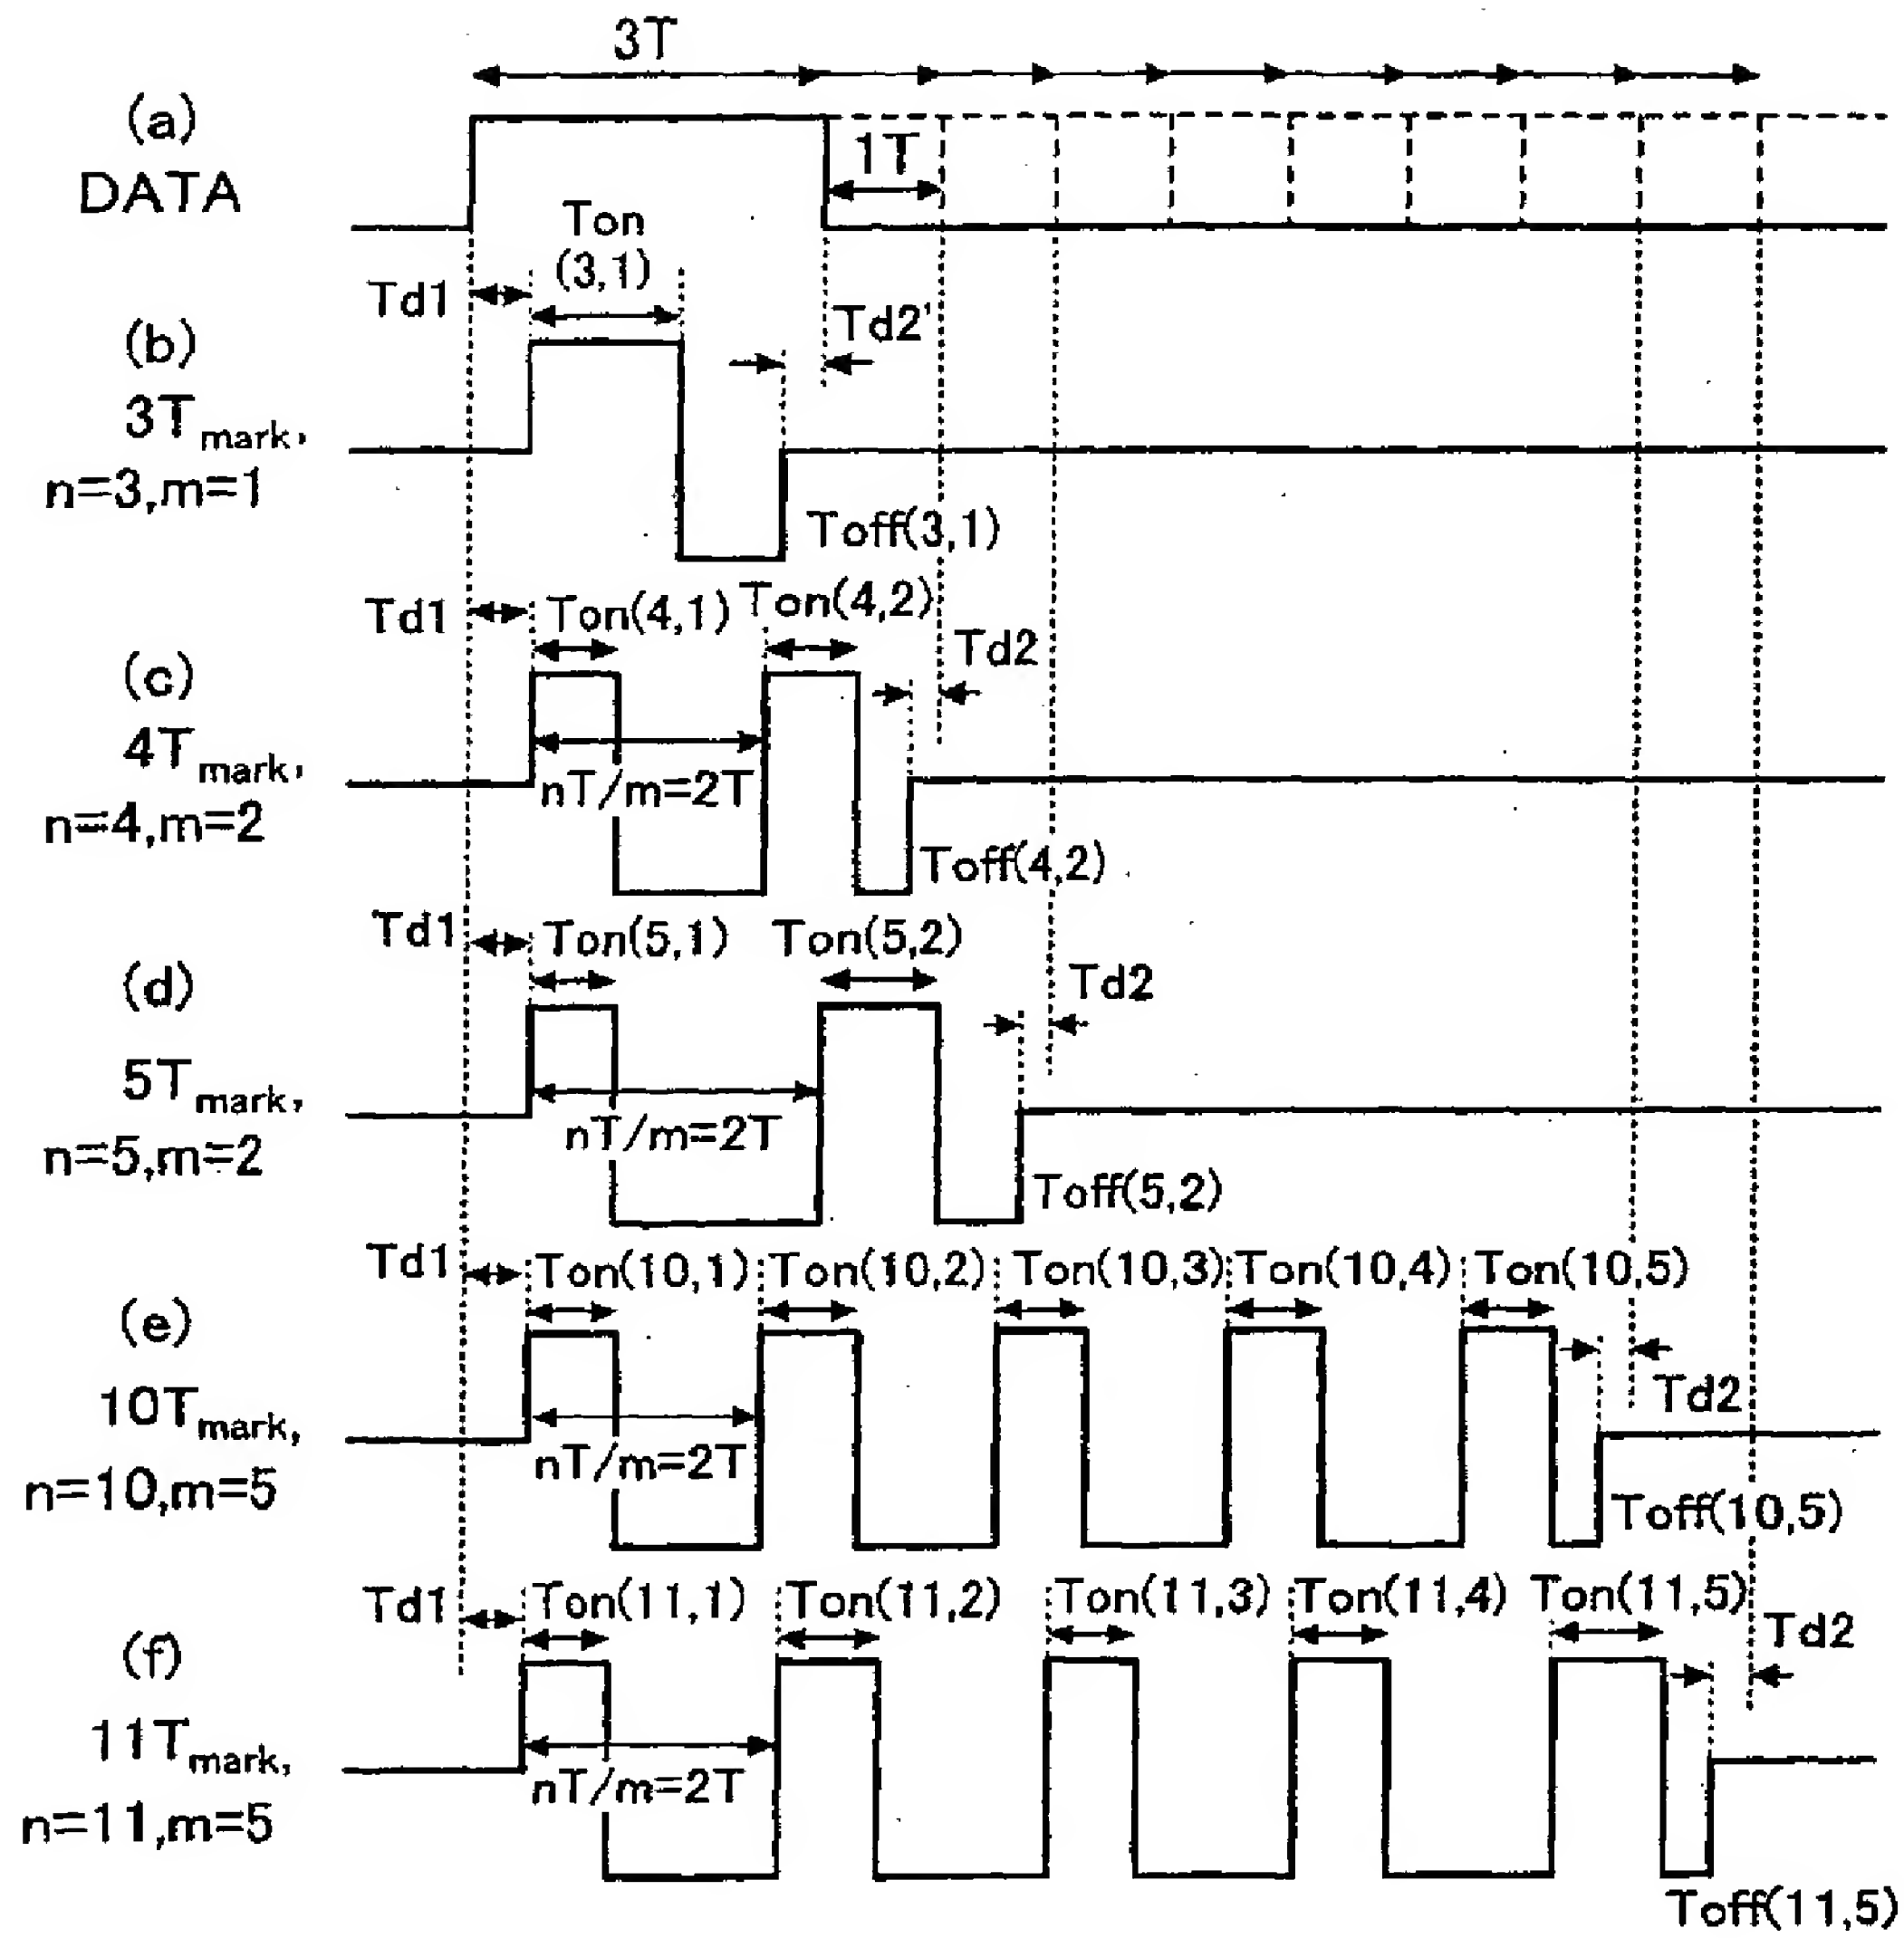 3T
(a)
DATA
1T
Ton
(3,1)
Td1
Td2'
(b)
3Tmark,
n=3,m=1
Toff(3,1)
Td1
Ton(4,1)
Ton(4,2)
Td2
(c)
4Tmark,
n=4,m=2
nT/m=2T
Toff(4,2)
Td1
Ton(5,1)
Ton(5,2)
Td2
(d)
5Tmark,
n=5,m=2
nT/m=2T
Toff(5,2)
Td1
Ton(10,1)
Ton(10,2)
Ton(10,3)
Ton(10,4)
Ton(10,5)
(e)
Td2
10Tmark,
n=10,m=5
nT/m=2T
Toff(10,5)
Td1
Ton(11,1)
Ton(11,2)
Ton(11,3)
Ton(11,4)
Ton(11,5)
Td2
(f)
11Tmark,
n=11,m=5
nT/m=2T
Toff(11,5)